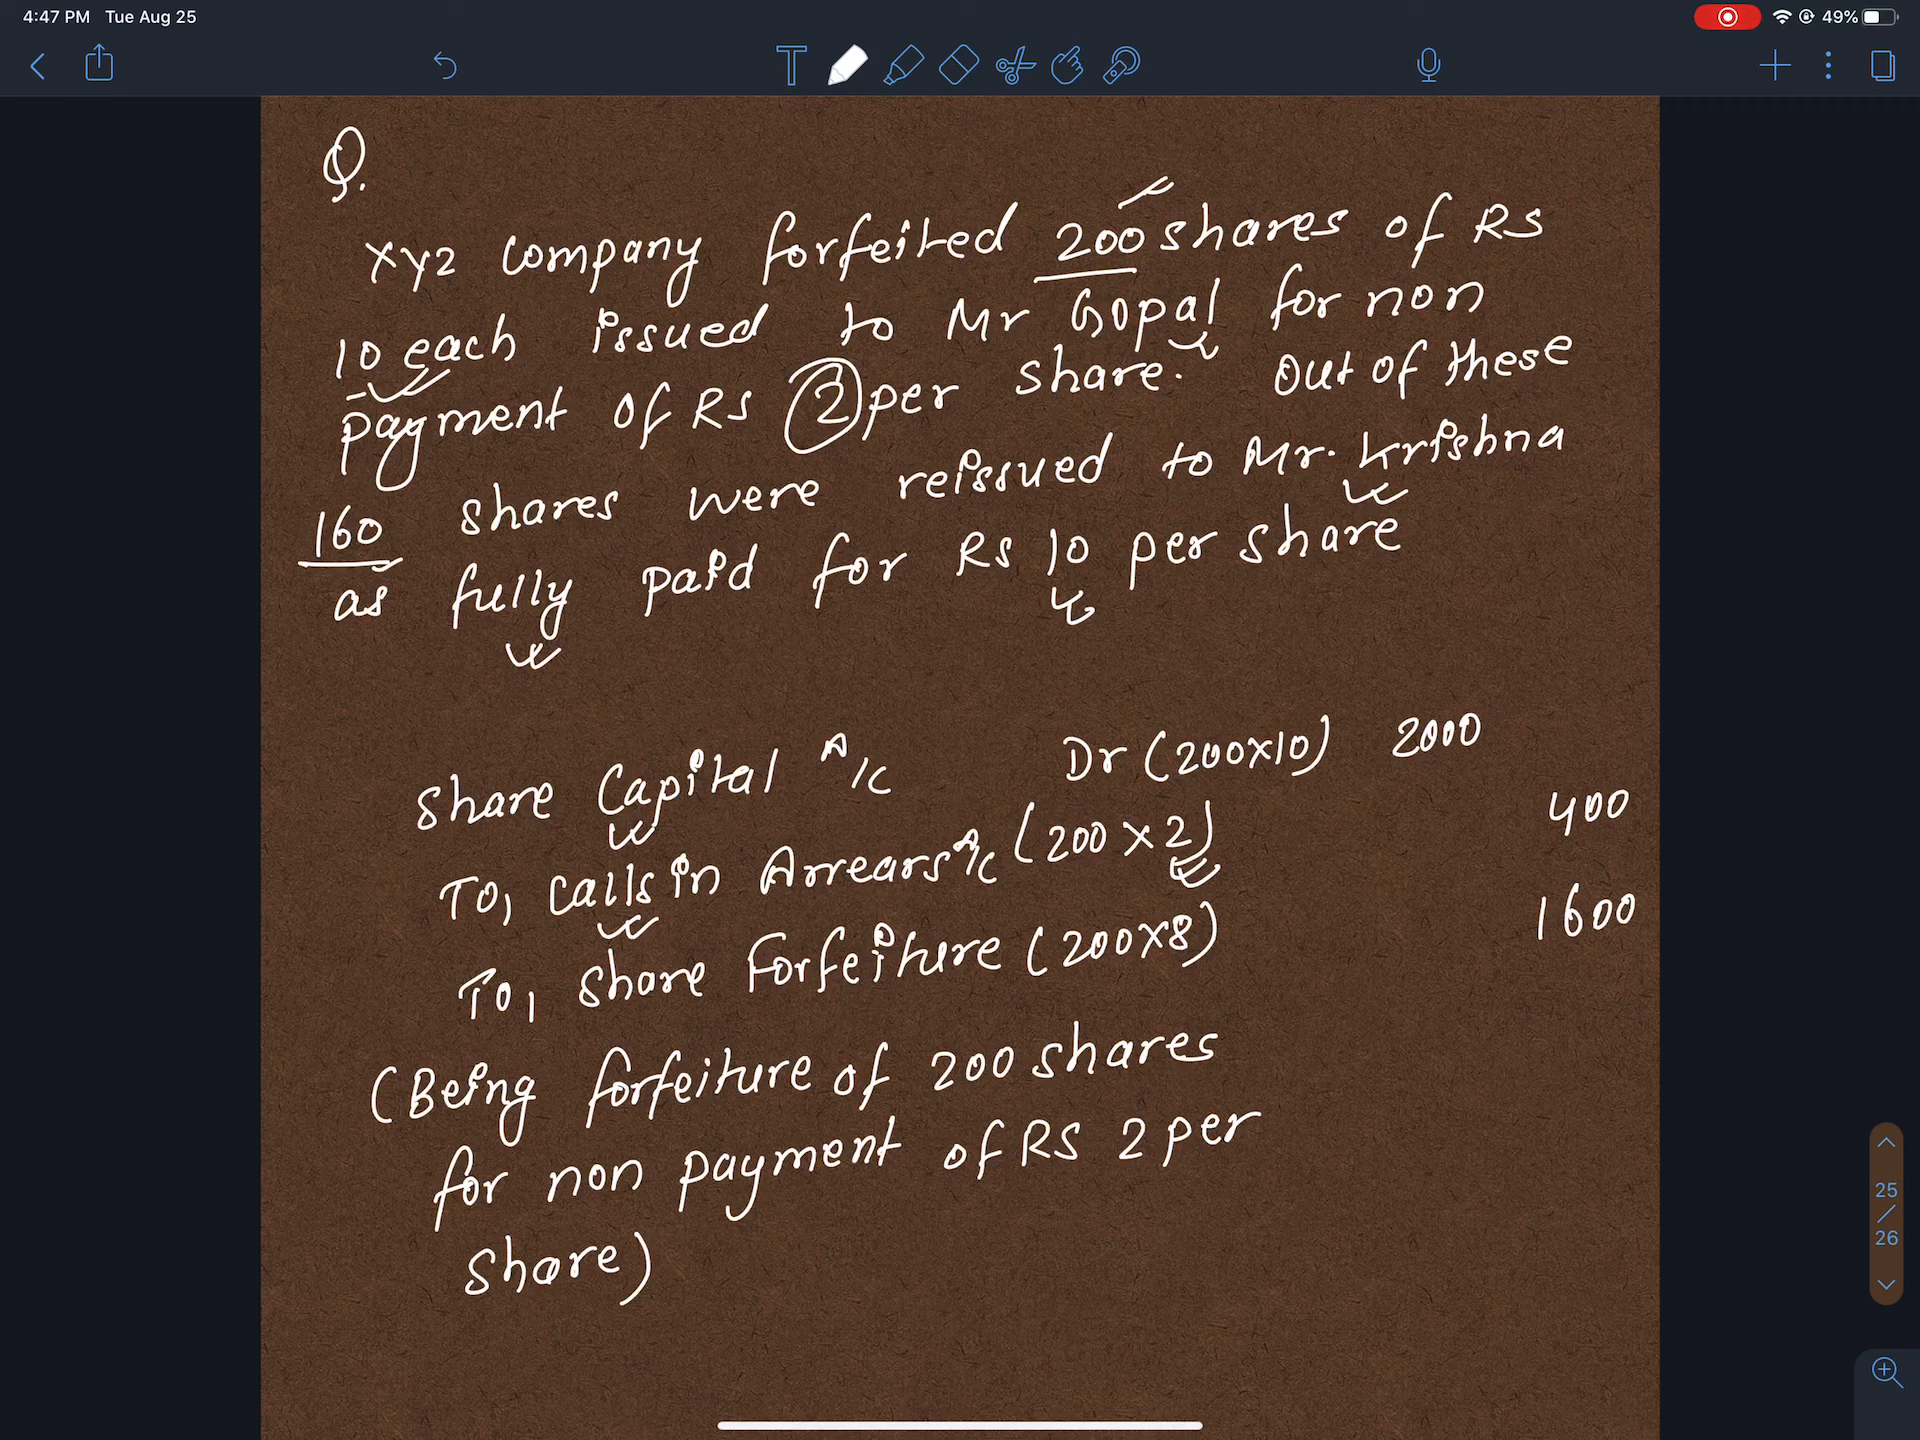 4:47 PM Tue Aug 25
49%
Q.
XYZ Company forfeited 200 shares of RS
10 each issued to Mr Gopal for non
payment of RS 2 per share. Out of these
160 shares were reissued to Mr. Krishna
as fully paid for RS 10 per share
Share Capital A/c Dr (200x10) 2000
To, Calls in Arrears A/c (200 x 2) 400
To, Share Forfeiture (200x8) 1600
(Being forfeiture of 200 shares
for non payment of RS 2 per
share)
25
/
26